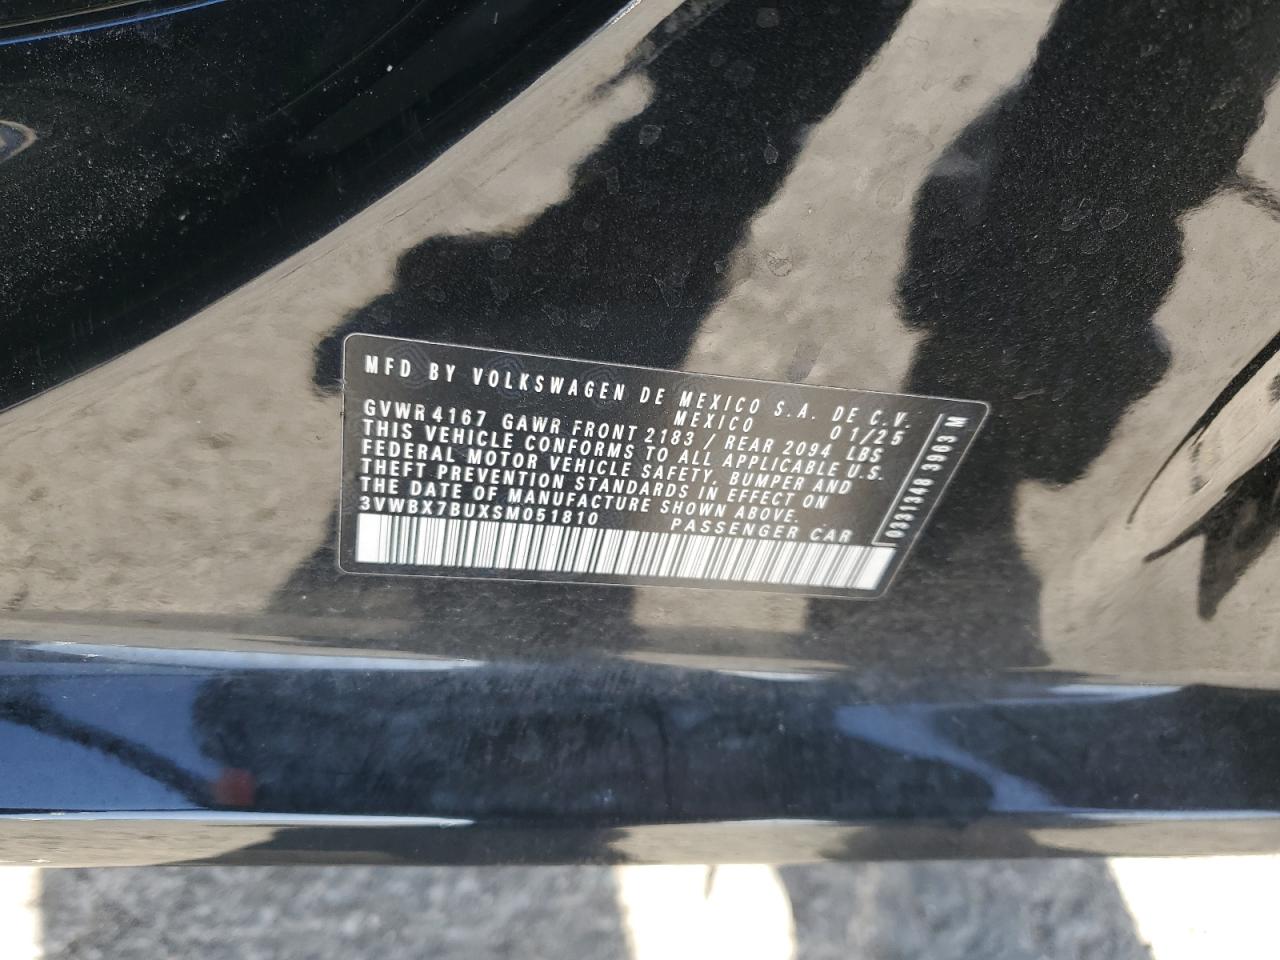 MFD BY VOLKSWAGEN DE MEXICO S.A. DE C.V.
MEXICO 01/25
GVWR 4167 GAWR FRONT 2183 / REAR 2094 LBS
THIS VEHICLE CONFORMS TO ALL APPLICABLE U.S.
FEDERAL MOTOR VEHICLE SAFETY, BUMPER AND
THEFT PREVENTION STANDARDS IN EFFECT ON
THE DATE OF MANUFACTURE SHOWN ABOVE.
3VWBX7BUXSM051810 PASSENGER CAR
0331348 3963 M